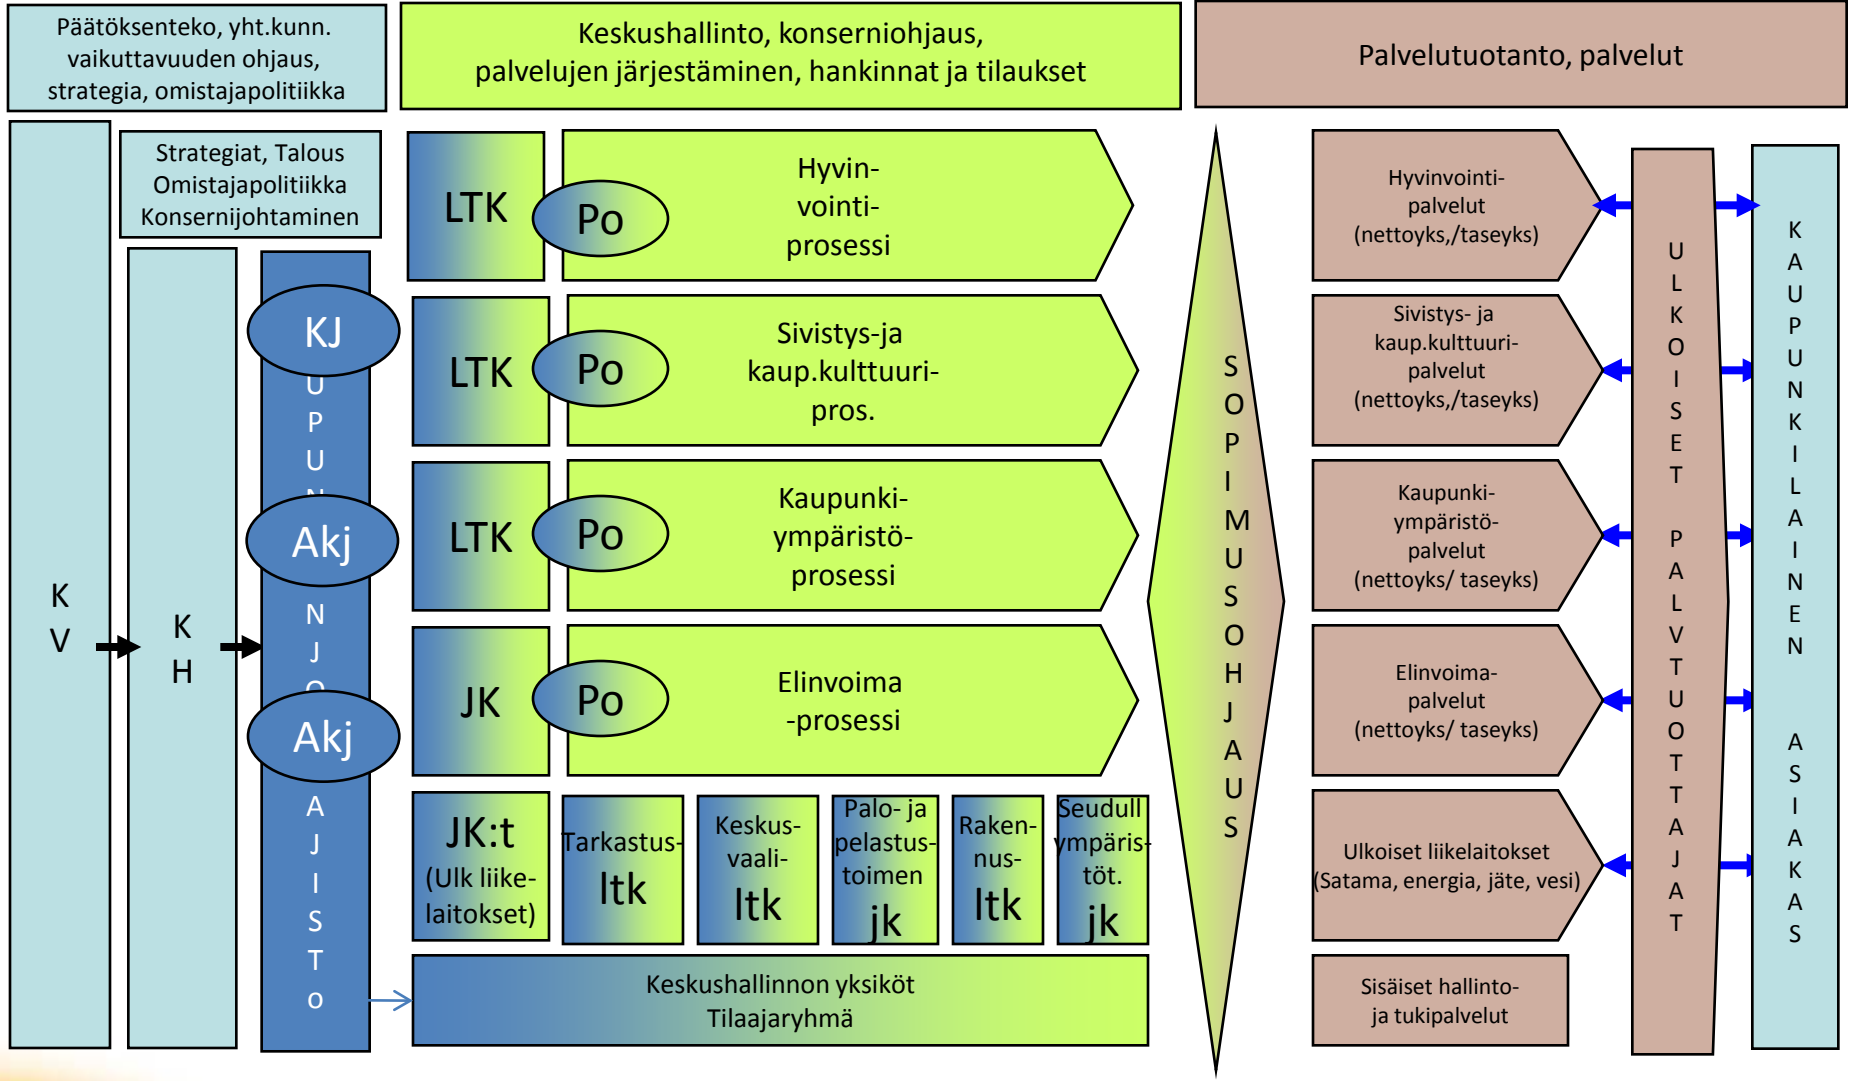 Päätöksenteko, yht.kunn.
vaikuttavuuden ohjaus,
strategia, omistajapolitiikka
Keskushallinto, konserniohjaus,
palvelujen järjestäminen, hankinnat ja tilaukset
Palvelutuotanto, palvelut
KV
Strategiat, Talous
Omistajapolitiikka
Konsernijohtaminen
KH
UPUN NJO AJISTo
KJ
Akj
Akj
LTK
Po
Hyvin-
vointi-
prosessi
LTK
Po
Sivistys-ja
kaup.kulttuuri-
pros.
LTK
Po
Kaupunki-
ympäristö-
prosessi
JK
Po
Elinvoima
-prosessi
JK:t
(Ulk liike-
laitokset)
Tarkastus-
ltk
Keskus-
vaali-
ltk
Palo- ja
pelastus-
toimen
jk
Raken-
nus-
ltk
Seudull
ympäris-
töt.
jk
Keskushallinnon yksiköt
Tilaajaryhmä
SOPIMUSOHJAUS
Hyvinvointi-
palvelut
(nettoyks,/taseyks)
Sivistys- ja
kaup.kulttuuri-
palvelut
(nettoyks,/taseyks)
Kaupunki-
ympäristö-
palvelut
(nettoyks/ taseyks)
Elinvoima-
palvelut
(nettoyks/ taseyks)
Ulkoiset liikelaitokset
(Satama, energia, jäte, vesi)
Sisäiset hallinto-
ja tukipalvelut
ULKOISET PALVTUOTTAJAT
KAUPUNKILAINEN ASIAKAS